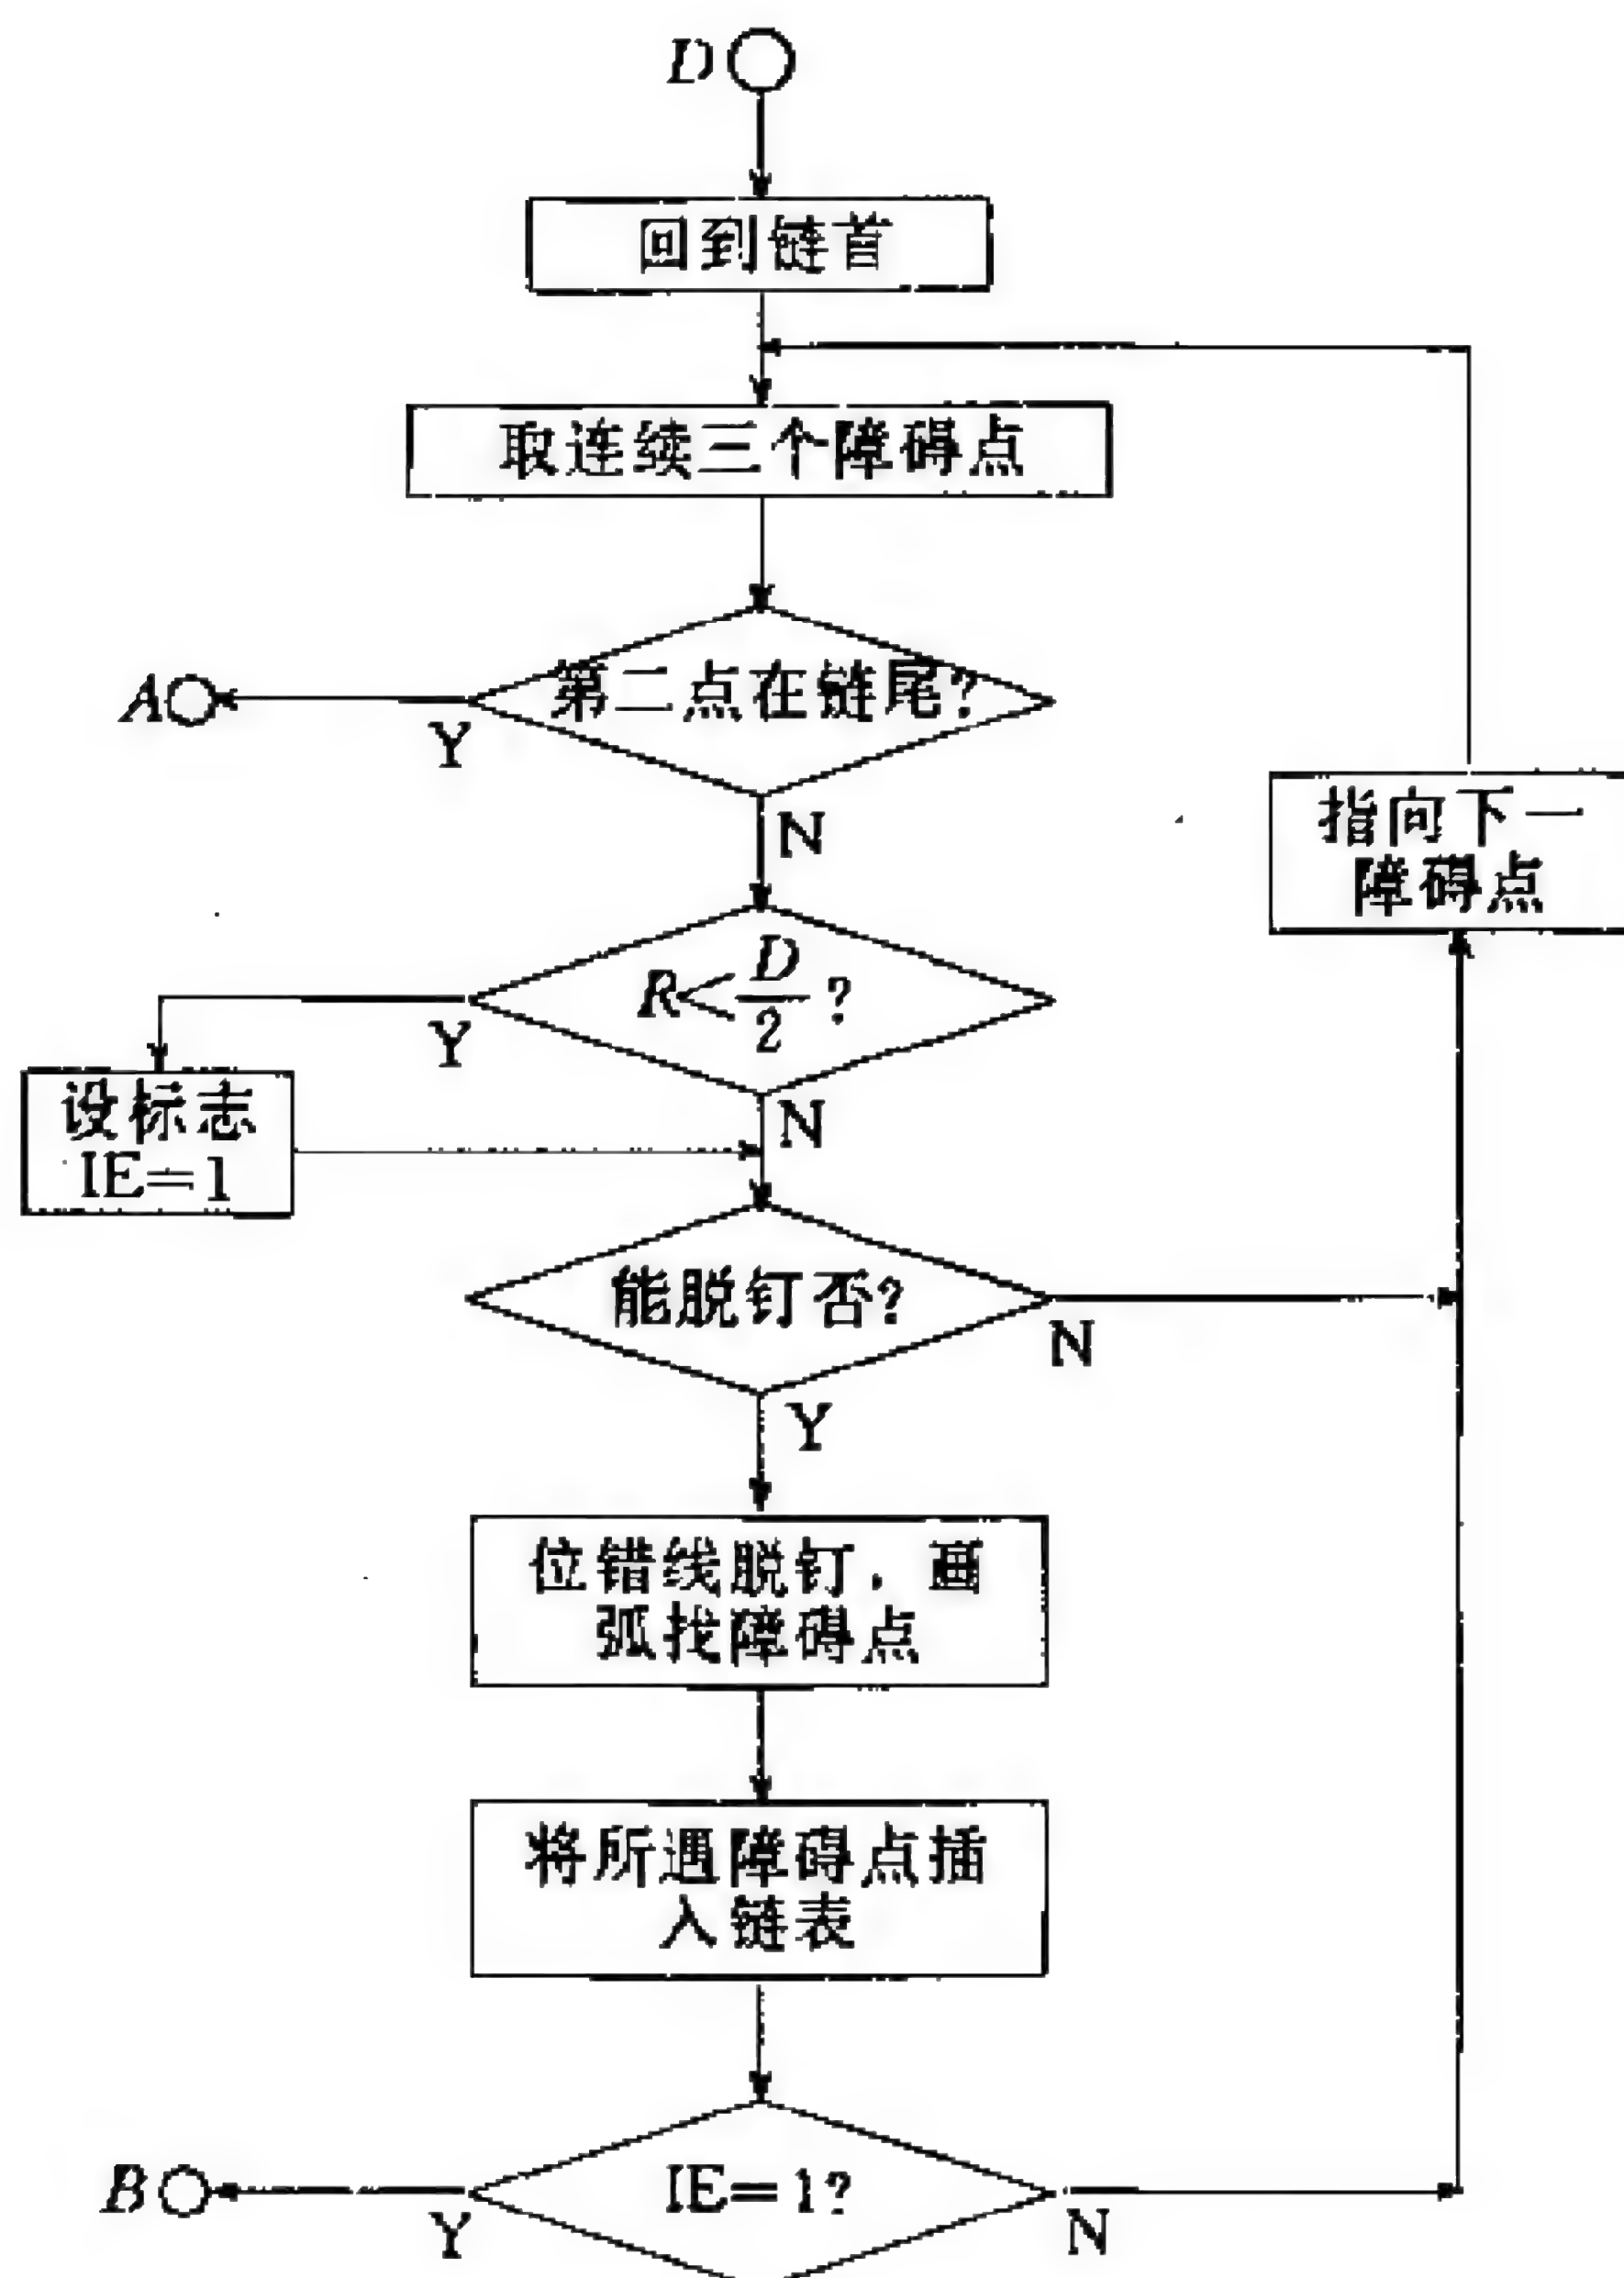 D
回到链首
取连续三个障碍点
第二点在链尾?
A
Y
N
指向下一
障碍点
R<D/2?
Y
N
设标志
IE=1
能脱钉否?
N
Y
位错线脱钉,画
弧找障碍点
将所遇障碍点插
入链表
IE=1?
B
Y
N